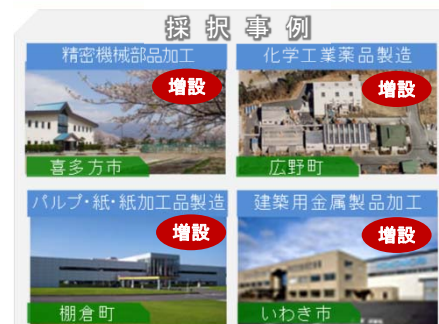 採択事例
精密機械部品加工
増設
喜多方市
化学工業薬品製造
増設
広野町
パルプ・紙・紙加工品製造
増設
棚倉町
建築用金属製品加工
増設
いわき市